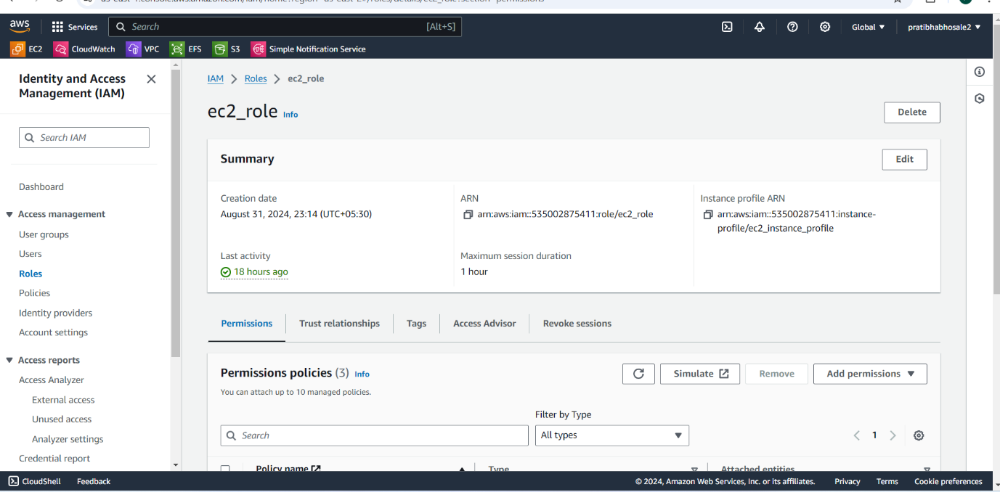 aws
Services
Search
[Alt+S]
Global
pratibhabhosale2
EC2
CloudWatch
VPC
EFS
S3
Simple Notification Service
Identity and Access
Management (IAM)
Search IAM
Dashboard
Access management
User groups
Users
Roles
Policies
Identity providers
Account settings
Access reports
Access Analyzer
External access
Unused access
Analyzer settings
Credential report
IAM > Roles > ec2_role
ec2_role Info
Delete
Summary
Edit
Creation date
August 31, 2024, 23:14 (UTC+05:30)
ARN
arn:aws:iam::535002875411:role/ec2_role
Instance profile ARN
arn:aws:iam::535002875411:instance-
profile/ec2_instance_profile
Last activity
18 hours ago
Maximum session duration
1 hour
Permissions
Trust relationships
Tags
Access Advisor
Revoke sessions
Permissions policies (3) Info
You can attach up to 10 managed policies.
Simulate
Remove
Add permissions
Filter by Type
Search
All types
1
Policy name
Type
Attached entities
CloudShell
Feedback
© 2024, Amazon Web Services, Inc. or its affiliates.
Privacy
Terms
Cookie preferences